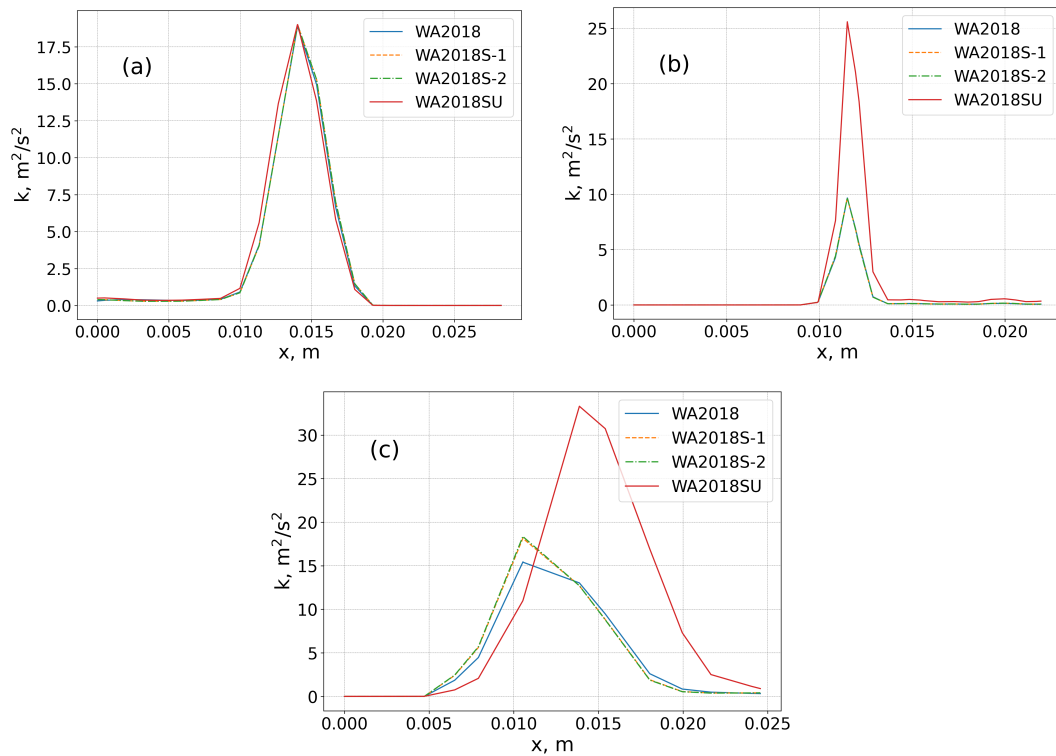 (a)
WA2018
WA2018S-1
WA2018S-2
WA2018SU
k, m²/s²
17.5
15.0
12.5
10.0
7.5
5.0
2.5
0.0
0.000 0.005 0.010 0.015 0.020 0.025
x, m
(b)
WA2018
WA2018S-1
WA2018S-2
WA2018SU
k, m²/s²
25
20
15
10
5
0
0.000 0.005 0.010 0.015 0.020
x, m
(c)
WA2018
WA2018S-1
WA2018S-2
WA2018SU
k, m²/s²
30
25
20
15
10
5
0
0.000 0.005 0.010 0.015 0.020 0.025
x, m